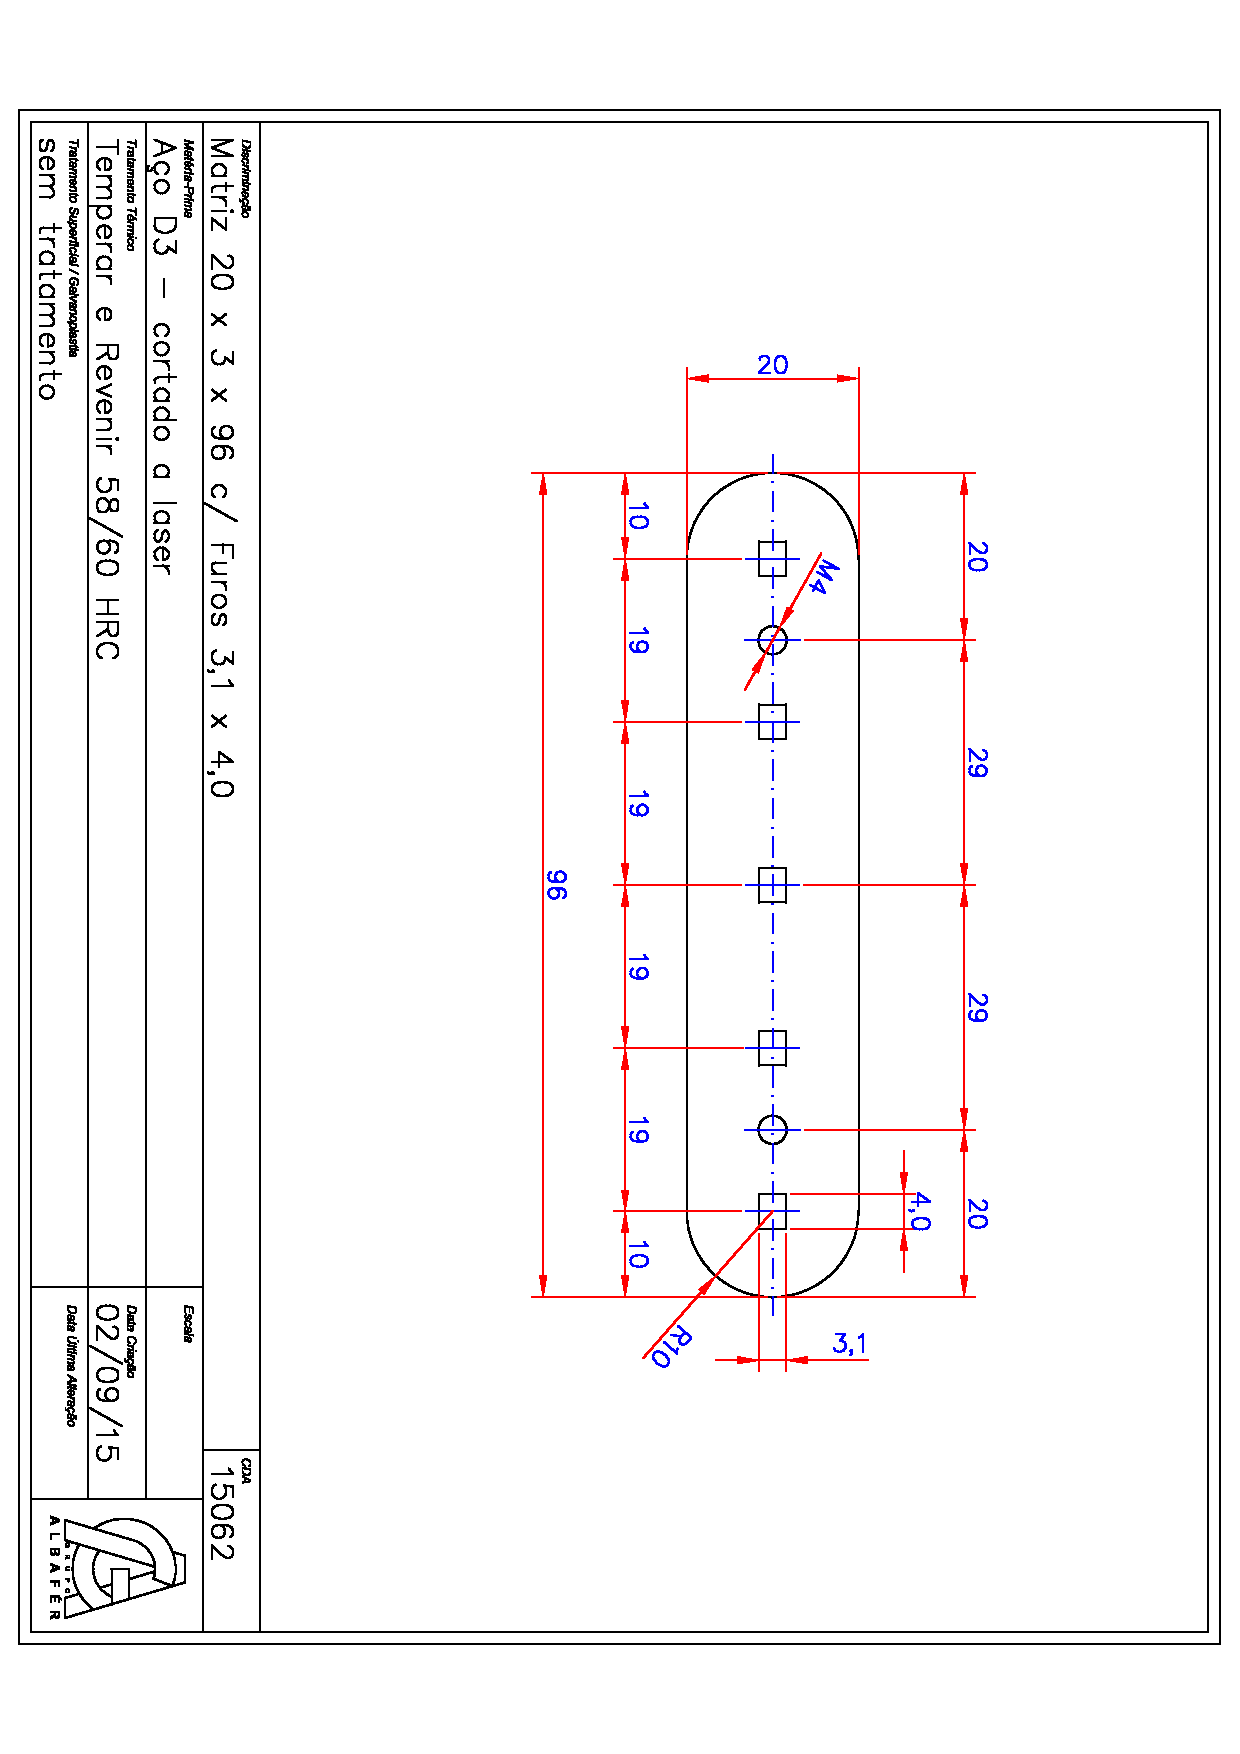 20
20
29
29
20
M4
10
19
19
19
19
10
96
4,0
3,1
R10
Discriminação
Matriz 20 x 3 x 96 c/ Furos 3,1 x 4,0
CDA
15062
Matéria-Prima
Aço D3 - cortado a laser
Escala
Tratamento Térmico
Temperar e Revenir 58/60 HRC
Data Criação
02/09/15
Tratamento Superficial / Galvanoplastia
sem tratamento
Data Última Alteração
GRUPO
ALBAFÉR